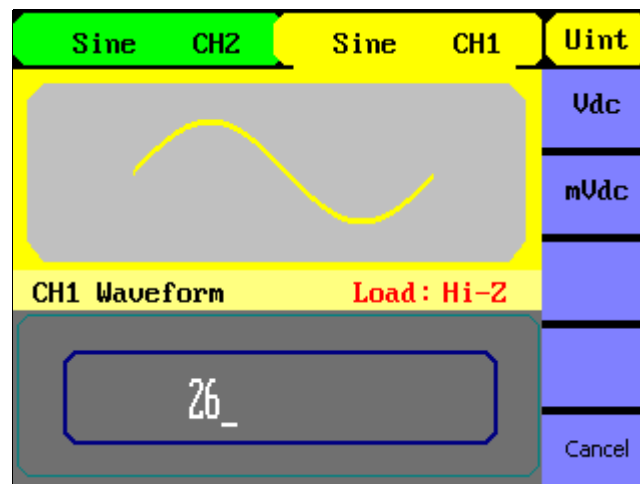 Sine CH2 Sine CH1 Uint
Vdc
mVdc
CH1 Waveform Load: Hi-Z
26_
Cancel